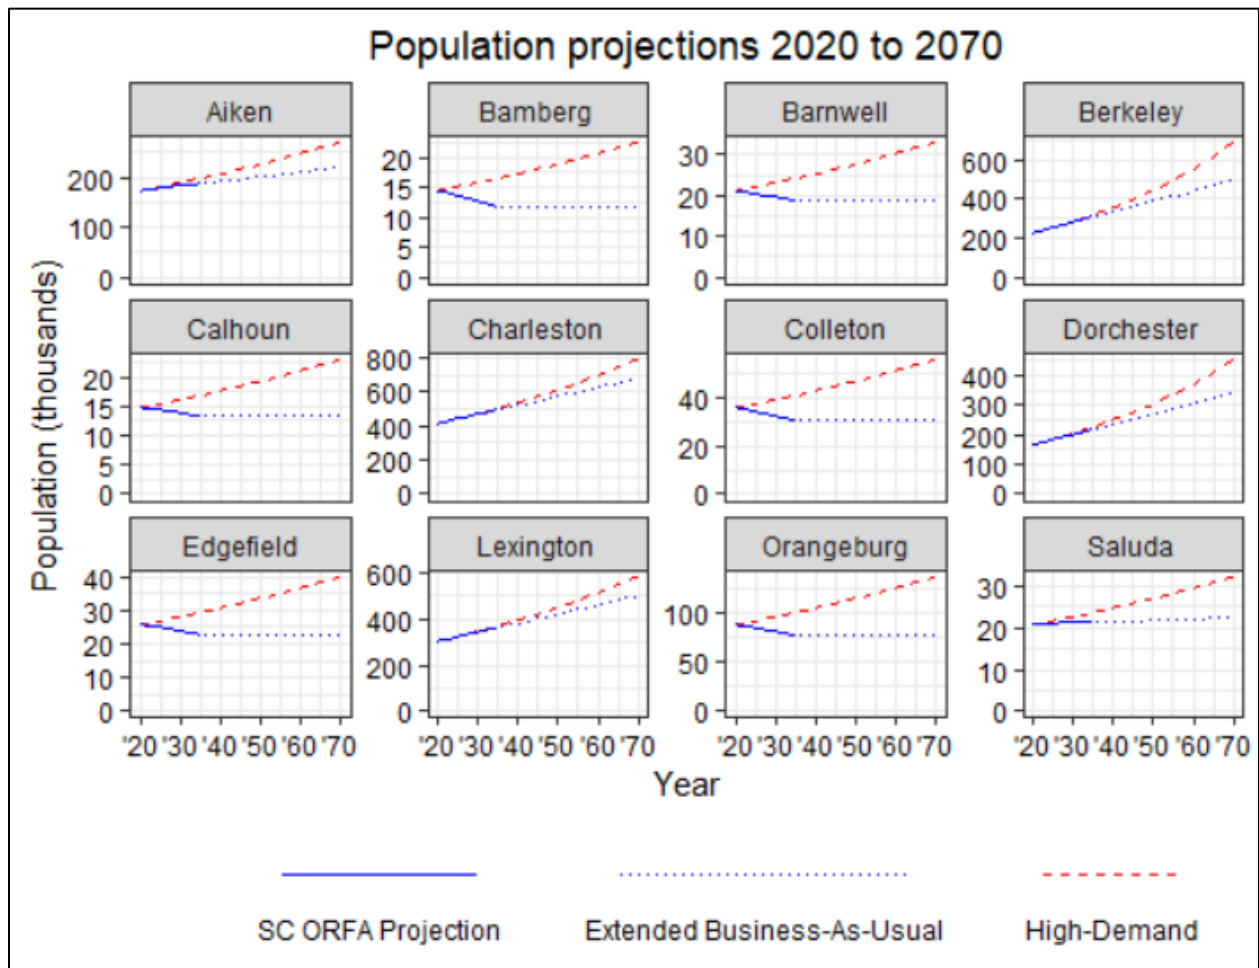 Population projections 2020 to 2070
Aiken
Bamberg
Barnwell
Berkeley
200
100
0
20
15
10
5
0
30
20
10
0
600
400
200
0
Calhoun
Charleston
Colleton
Dorchester
20
15
10
5
0
800
600
400
200
0
40
20
0
400
300
200
100
0
Edgefield
Lexington
Orangeburg
Saluda
40
30
20
10
0
600
400
200
0
100
50
0
30
20
10
0
'20 '30 '40 '50 '60 '70
'20 '30 '40 '50 '60 '70
'20 '30 '40 '50 '60 '70
'20 '30 '40 '50 '60 '70
Population (thousands)
Year
SC ORFA Projection
Extended Business-As-Usual
High-Demand